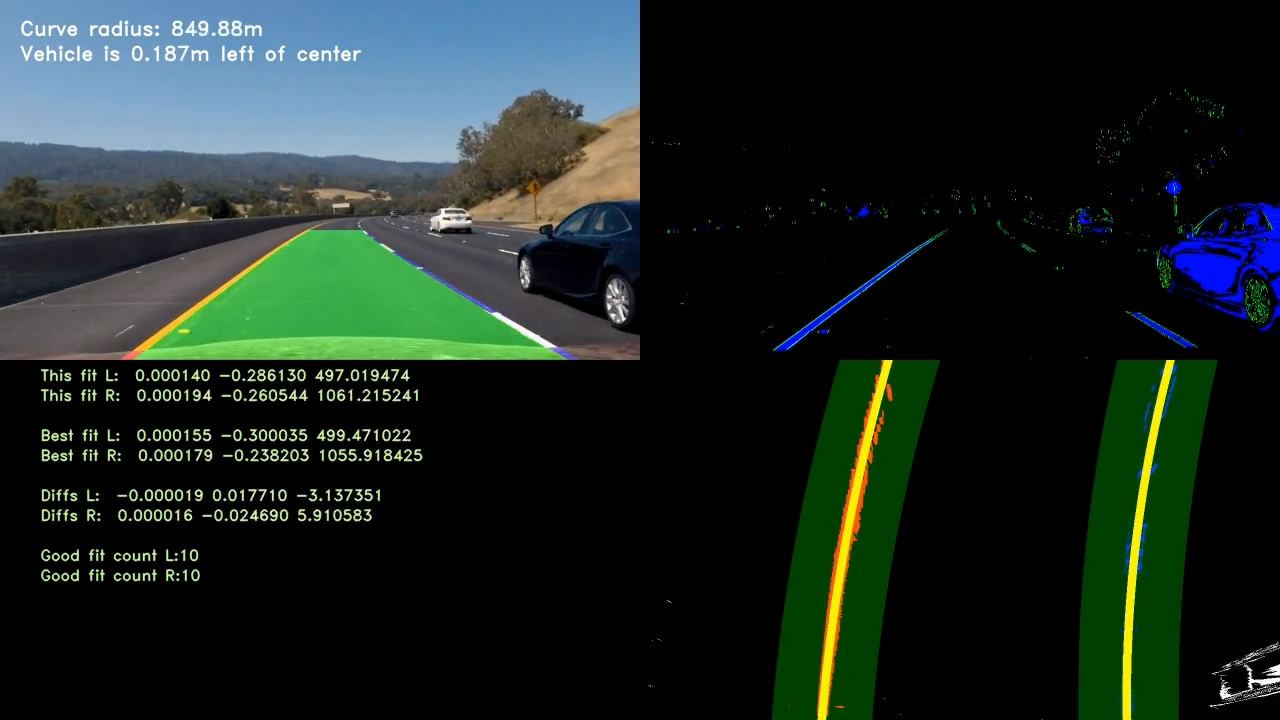 Curve radius: 849.88m
Vehicle is 0.187m left of center
This fit L: 0.000140 -0.286130 497.019474
This fit R: 0.000194 -0.260544 1061.215241
Best fit L: 0.000155 -0.300035 499.471022
Best fit R: 0.000179 -0.238203 1055.918425
Diffs L: -0.000019 0.017710 -3.137351
Diffs R: 0.000016 -0.024690 5.910583
Good fit count L:10
Good fit count R:10